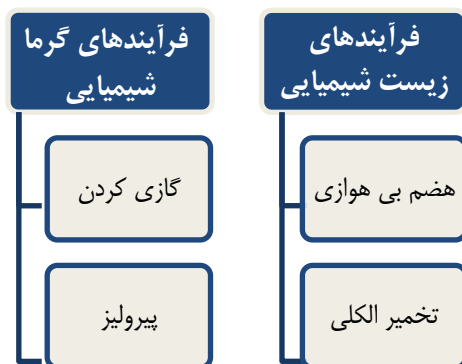 فرآیندهای
زیست شیمیایی
هضم بی هوازی
تخمیر الکلی
فرآیندهای گرما
شیمیایی
گازی کردن
پیرولیز